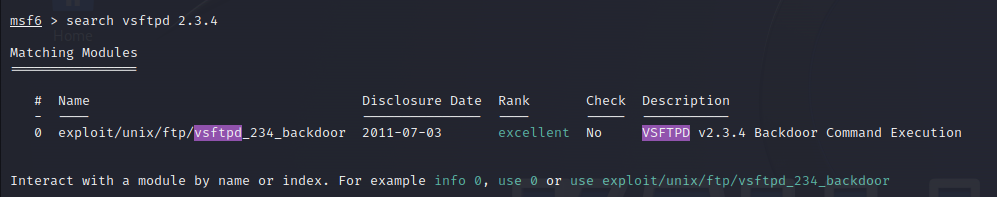 msf6 > search vsftpd 2.3.4
Home
Matching Modules
================
#  Name                                  Disclosure Date  Rank       Check  Description
-  ----                                  ---------------  ----       -----  -----------
0  exploit/unix/ftp/vsftpd_234_backdoor  2011-07-03       excellent  No     VSFTPD v2.3.4 Backdoor Command Execution
Interact with a module by name or index. For example info 0, use 0 or use exploit/unix/ftp/vsftpd_234_backdoor